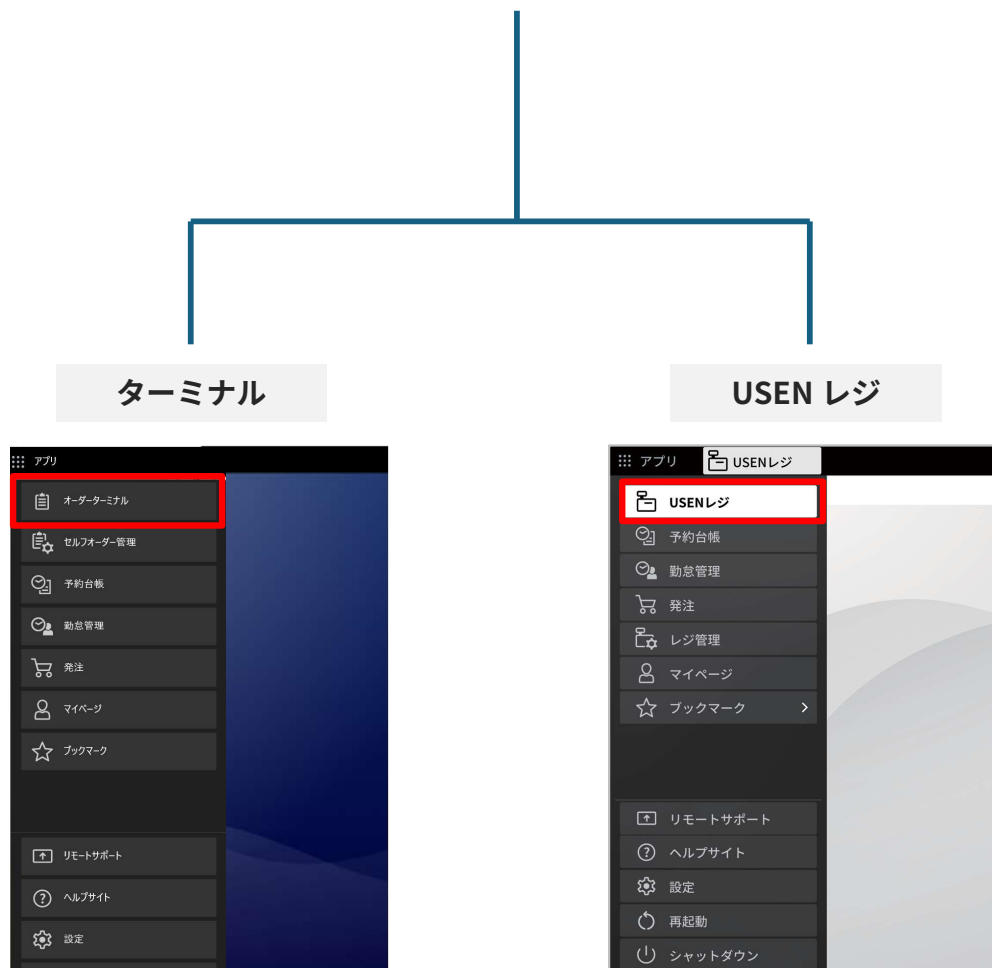 ターミナル
アプリ
オーダーターミナル
セルフオーダー管理
予約台帳
勤怠管理
発注
マイページ
ブックマーク
リモートサポート
ヘルプサイト
設定
USEN レジ
アプリ USENレジ
USENレジ
予約台帳
勤怠管理
発注
レジ管理
マイページ
ブックマーク
リモートサポート
ヘルプサイト
設定
再起動
シャットダウン